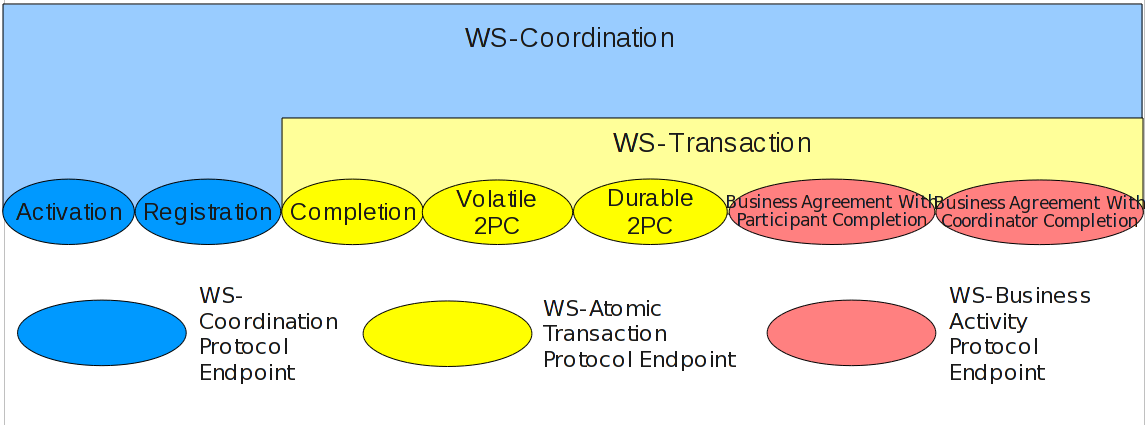 WS-Coordination
WS-Transaction
Activation
Registration
Completion
Volatile
2PC
Durable
2PC
Business Agreement With
Participant Completion
Business Agreement With
Coordinator Completion
WS-
Coordination
Protocol
Endpoint
WS-Atomic
Transaction
Protocol Endpoint
WS-Business
Activity
Protocol
Endpoint